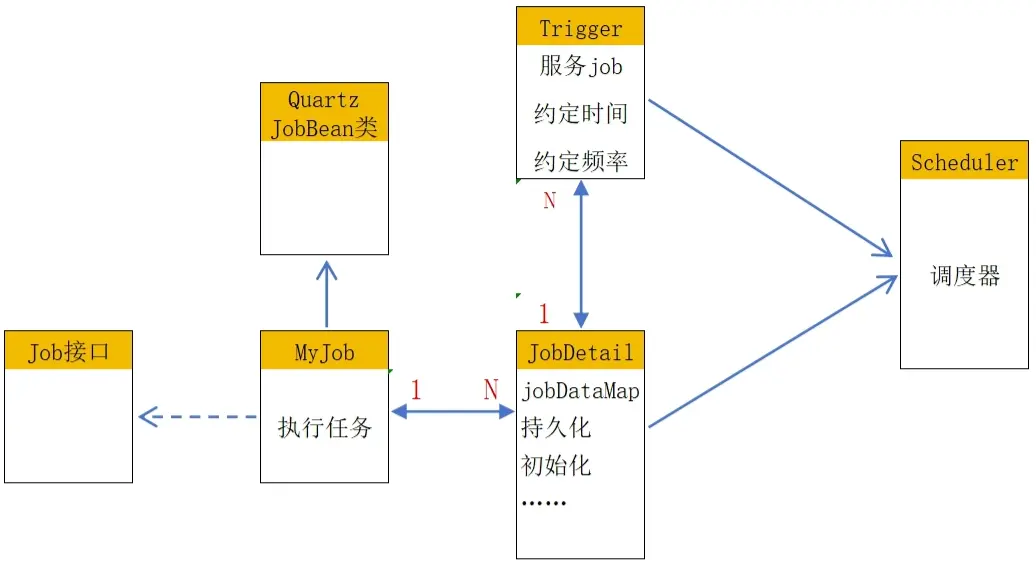 Trigger
服务job
约定时间
约定频率
N
1
Quartz
JobBean类
Scheduler
调度器
Job接口
MyJob
执行任务
1
N
JobDetail
jobDataMap
持久化
初始化
……